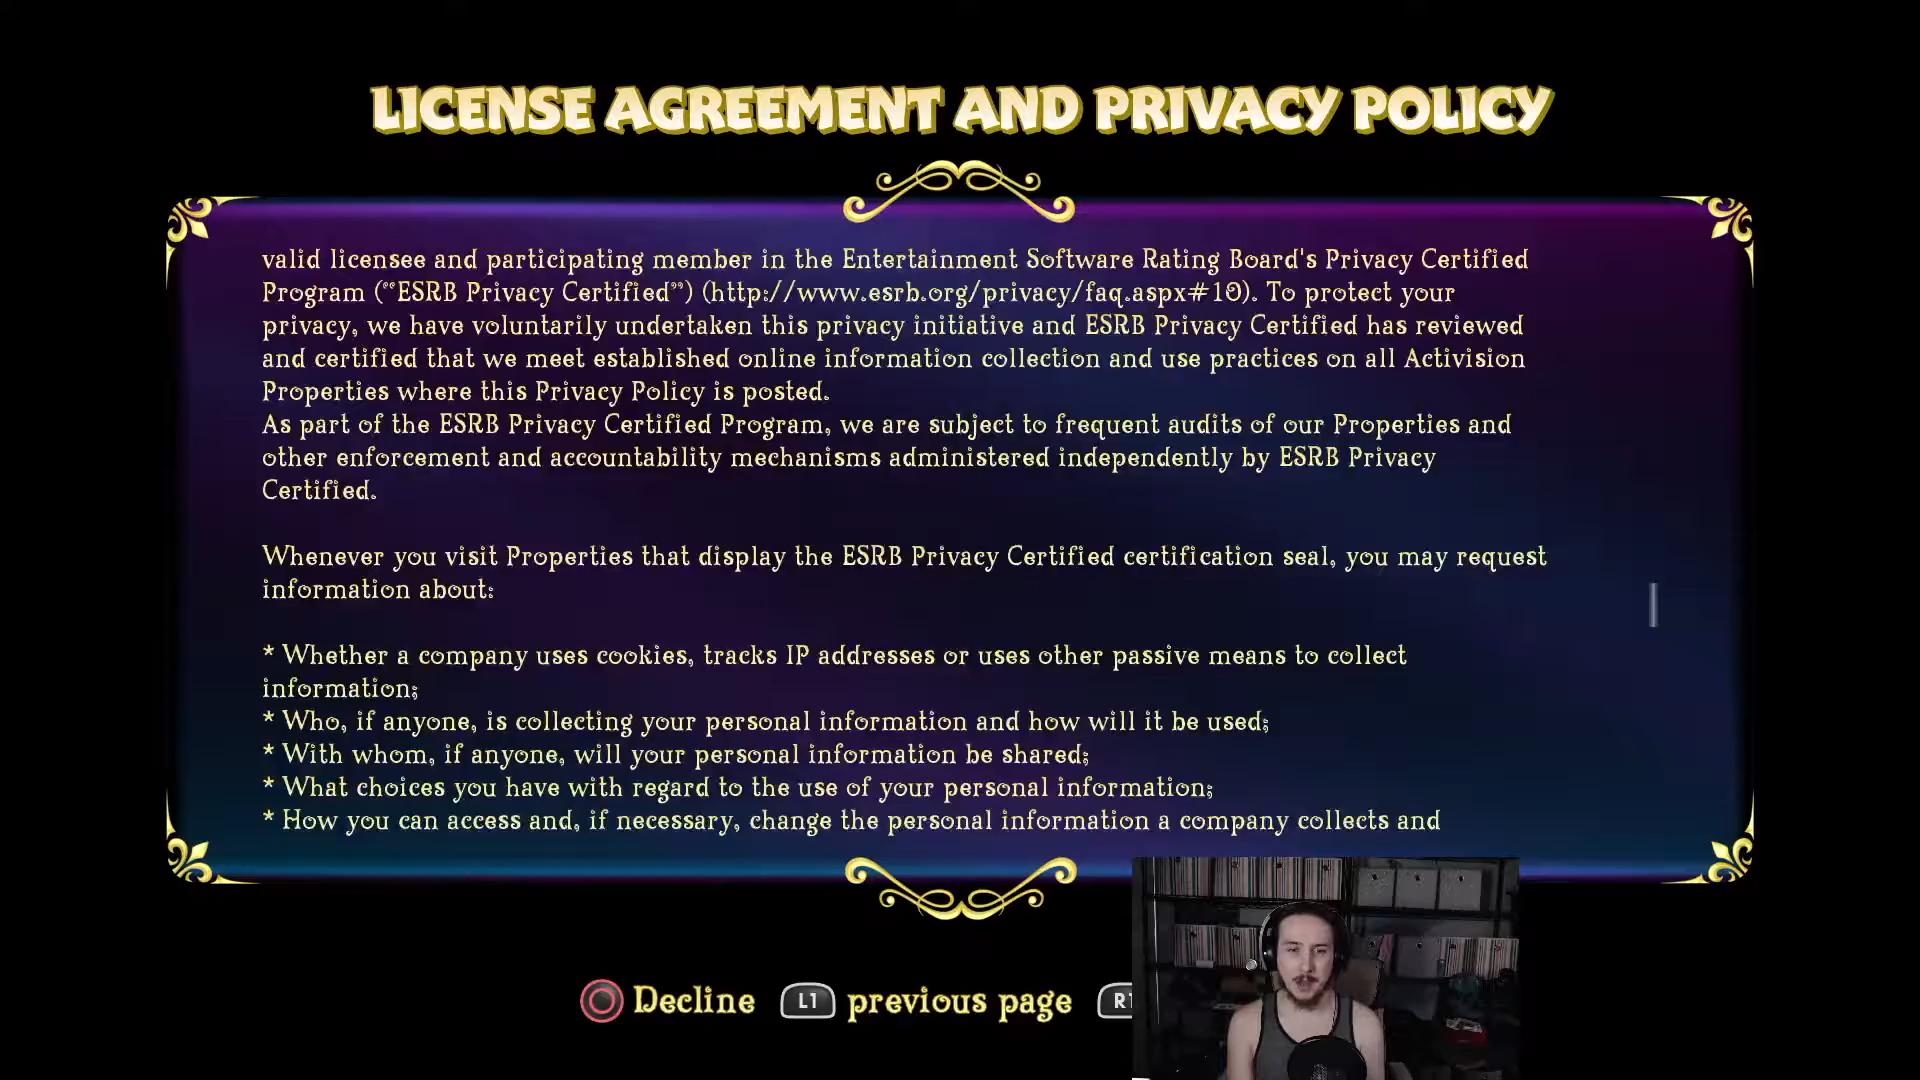 LICENSE AGREEMENT AND PRIVACY POLICY
valid licensee and participating member in the Entertainment Software Rating Board's Privacy Certified
Program (“ESRB Privacy Certified”) (http://www.esrb.org/privacy/faq.aspx#10). To protect your
privacy, we have voluntarily undertaken this privacy initiative and ESRB Privacy Certified has reviewed
and certified that we meet established online information collection and use practices on all Activision
Properties where this Privacy Policy is posted.
As part of the ESRB Privacy Certified Program, we are subject to frequent audits of our Properties and
other enforcement and accountability mechanisms administered independently by ESRB Privacy
Certified.
Whenever you visit Properties that display the ESRB Privacy Certified certification seal, you may request
information about:
* Whether a company uses cookies, tracks IP addresses or uses other passive means to collect
information;
* Who, if anyone, is collecting your personal information and how will it be used;
* With whom, if anyone, will your personal information be shared;
* What choices you have with regard to the use of your personal information;
* How you can access and, if necessary, change the personal information a company collects and
Decline L1 previous page R1